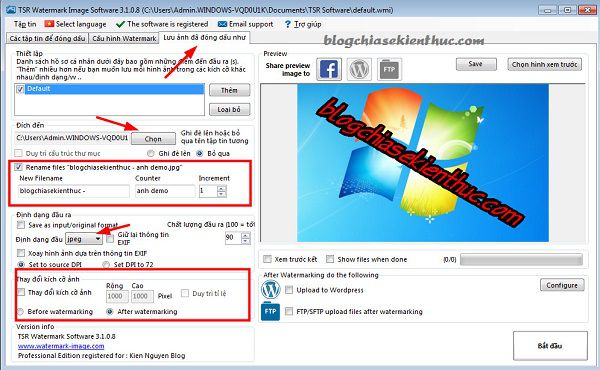 TSR Watermark Image Software 3.1.0.8 [C:\Users\Admin.WINDOWS-VQD0U1K\Documents\TSR Software\default.wmi]
Tập tin Select language The software is registered Email support Trợ giúp
blogchiasekienthuc.com
Các tập tin để đóng dấu Cấu hình Watermark Lưu ảnh đã đóng dấu như
Thiết lập
Danh sách hồ sơ cá nhân dưới đây bao gồm những điểm đến đầu ra (s).
"Thêm" nhiều hơn nếu bạn muốn lưu mỗi hình ảnh trong các kích cỡ khác
nhau/định dạng/vv ..
Default
Thêm
Loại bỏ
Đích đến
C:\Users\Admin.WINDOWS-VQD0U1
Chọn
Ghi đè lên hoặc bỏ
qua tên tập tin tương
Duy trì cấu trúc thư mục Ghi đè lên Bỏ qua
Rename files "blogchiasekienthuc - anh demo.jpg"
New Filename Counter Increment
blogchiasekienthuc - anh demo 1
Định dạng đầu ra
Save as input/original format Chất lượng đầu ra (100 = tốt
Định dạng đầu jpeg Giữ lại thông tin
EXIF
90
Xoay hình ảnh dựa trên thông tin EXIF
Set to source DPI Set DPI to 72
Thay đổi kích cỡ ảnh
Thay đổi kích cỡ Rộng Cao
ảnh 1000 1000 Pixel Duy trì tỉ lệ
Before watermarking After watermarking
Version info
TSR Watermark Software 3.1.0.8
www.watermark-image.com
Professional Edition registered for : Kien Nguyen Blog
Preview
Share preview
image to
FTP
Save
Chọn hình xem trước
blogchiasekienthuc.com
Xem trước kết Show files when done (0/0)
After Watermarking do the following
Upload to Wordpress
Configure
FTP FTP/SFTP upload files after watermarking
Bắt đầu